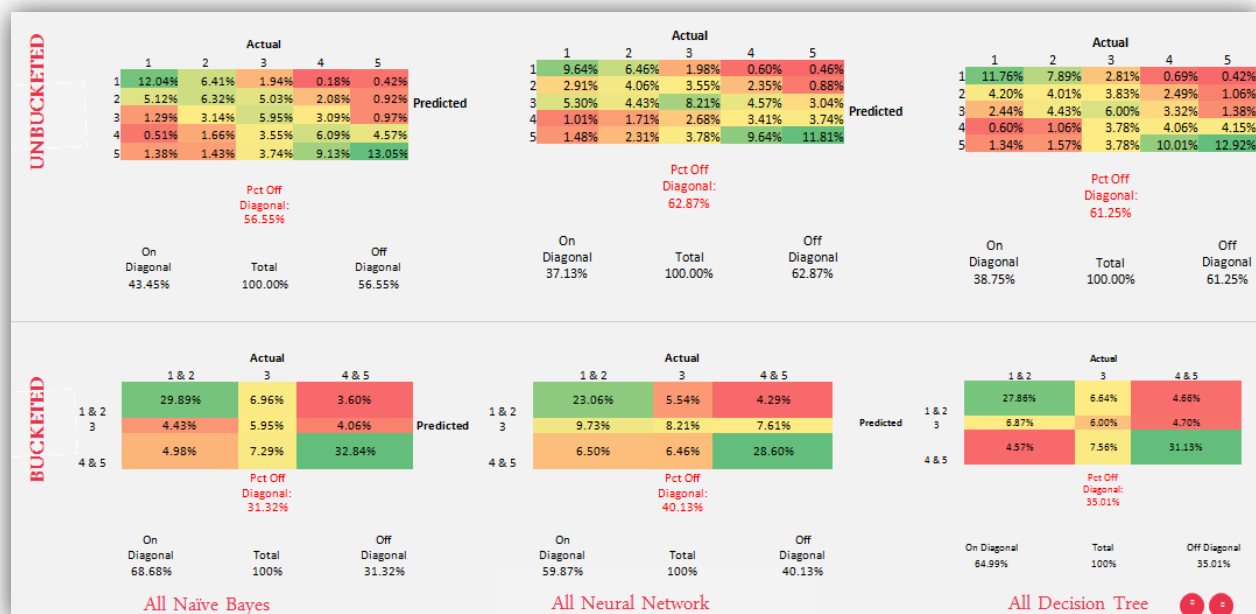 UNBUCKETED
Actual
1 2 3 4 5
1 12.04% 6.41% 1.94% 0.18% 0.42%
2 5.12% 6.32% 5.03% 2.08% 0.92% Predicted
3 1.29% 3.14% 5.95% 3.09% 0.97%
4 0.51% 1.66% 3.55% 6.09% 4.57%
5 1.38% 1.43% 3.74% 9.13% 13.05%
Pct Off
Diagonal:
56.55%
On
Diagonal Total Off
Diagonal
43.45% 100.00% 56.55%
Actual
1 2 3 4 5
1 9.64% 6.46% 1.98% 0.60% 0.46%
2 2.91% 4.06% 3.55% 2.35% 0.88%
3 5.30% 4.43% 8.21% 4.57% 3.04% Predicted
4 1.01% 1.71% 2.68% 3.41% 3.74%
5 1.48% 2.31% 3.78% 9.64% 11.81%
Pct Off
Diagonal:
62.87%
On
Diagonal Total Off
Diagonal
37.13% 100.00% 62.87%
Actual
1 2 3 4 5
1 11.76% 7.89% 2.81% 0.69% 0.42%
2 4.20% 4.01% 3.83% 2.49% 1.06%
3 2.44% 4.43% 6.00% 3.32% 1.38%
4 0.60% 1.06% 3.78% 4.06% 4.15%
5 1.34% 1.57% 3.78% 10.01% 12.92%
Pct Off
Diagonal:
61.25%
On
Diagonal Total Off
Diagonal
38.75% 100.00% 61.25%
BUCKETED
Actual
1 & 2 3 4 & 5
1 & 2 29.89% 6.96% 3.60%
3 4.43% 5.95% 4.06% Predicted
4 & 5 4.98% 7.29% 32.84%
Pct Off
Diagonal:
31.32%
On
Diagonal Total Off
Diagonal
68.68% 100% 31.32%
All Naïve Bayes
Actual
1 & 2 3 4 & 5
1 & 2 23.06% 5.54% 4.29%
3 9.73% 8.21% 7.61% Predicted
4 & 5 6.50% 6.46% 28.60%
Pct Off
Diagonal:
40.13%
On
Diagonal Total Off
Diagonal
59.87% 100% 40.13%
All Neural Network
Actual
1 & 2 3 4 & 5
1 & 2 27.86% 6.64% 4.66%
3 6.87% 6.00% 4.70%
4 & 5 4.57% 7.56% 31.13%
Pct Off
Diagonal:
35.01%
On Diagonal Total Off Diagonal
64.99% 100% 35.01%
All Decision Tree